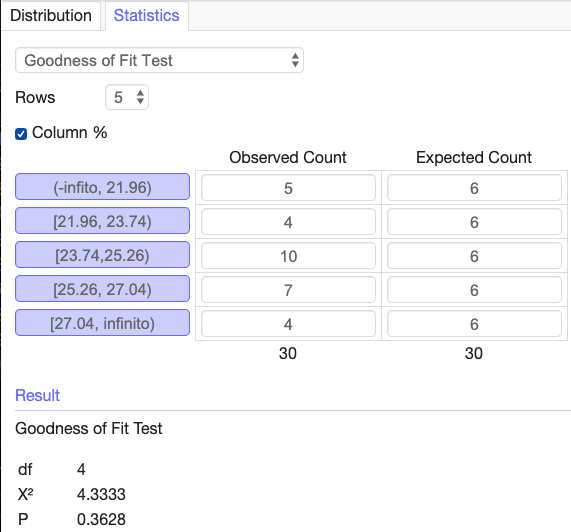 Distribution Statistics
Goodness of Fit Test
Rows 5
Column %
Observed Count Expected Count
(-infito, 21.96) 5 6
[21.96, 23.74) 4 6
[23.74,25.26) 10 6
[25.26, 27.04) 7 6
[27.04, infinito) 4 6
30 30
Result
Goodness of Fit Test
df 4
X² 4.3333
P 0.3628